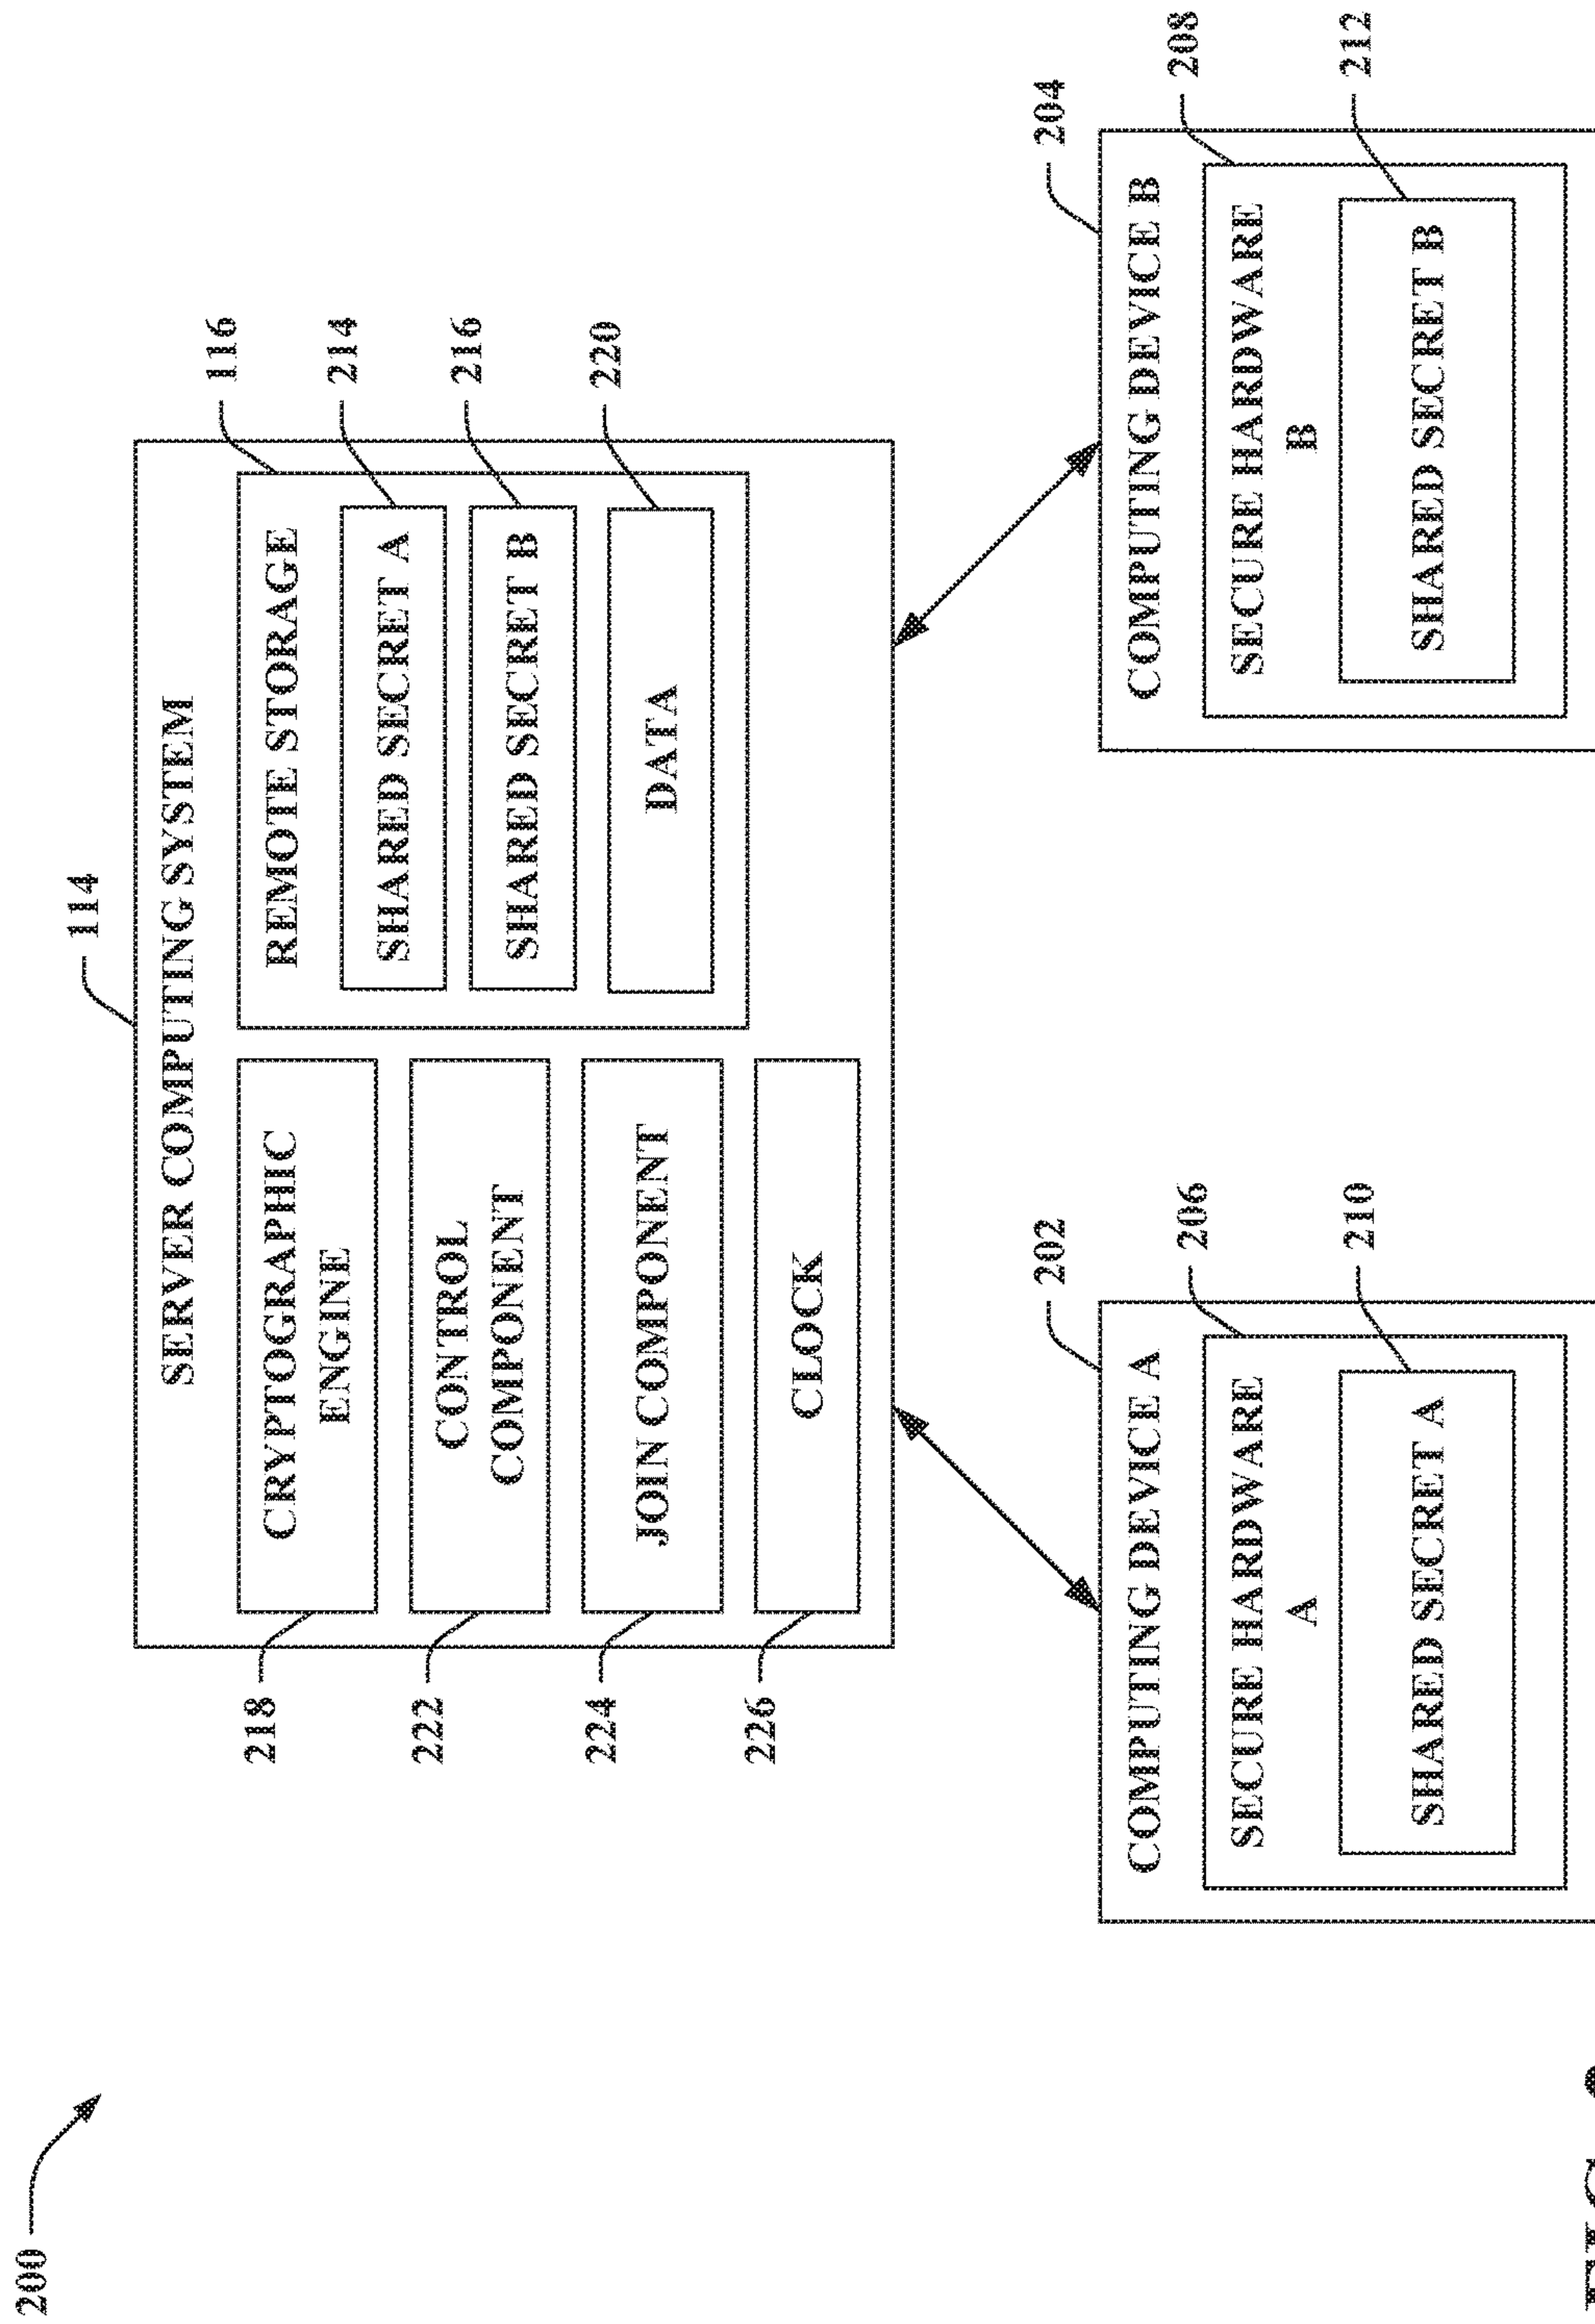 200
114
SERVER COMPUTING SYSTEM
218
CRYPTOGRAPHIC
ENGINE
222
CONTROL
COMPONENT
224
JOIN COMPONENT
226
CLOCK
REMOTE STORAGE
116
SHARED SECRET A
214
SHARED SECRET B
216
DATA
220
202
COMPUTING DEVICE A
206
SECURE HARDWARE
A
210
SHARED SECRET A
204
COMPUTING DEVICE B
208
SECURE HARDWARE
B
212
SHARED SECRET B